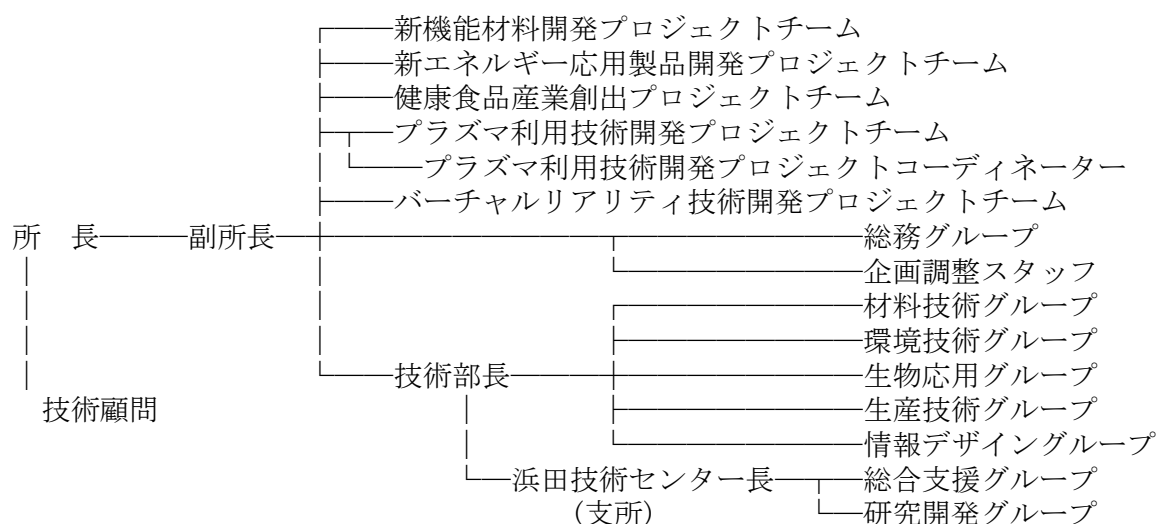 新機能材料開発プロジェクトチーム
新エネルギー応用製品開発プロジェクトチーム
健康食品産業創出プロジェクトチーム
プラズマ利用技術開発プロジェクトチーム
プラズマ利用技術開発プロジェクトコーディネーター
バーチャルリアリティ技術開発プロジェクトチーム
所　長 副所長 総務グループ
企画調整スタッフ
材料技術グループ
環境技術グループ
技術部長 生物応用グループ
技術顧問 生産技術グループ
情報デザイングループ
浜田技術センター長 総合支援グループ
（支所） 研究開発グループ